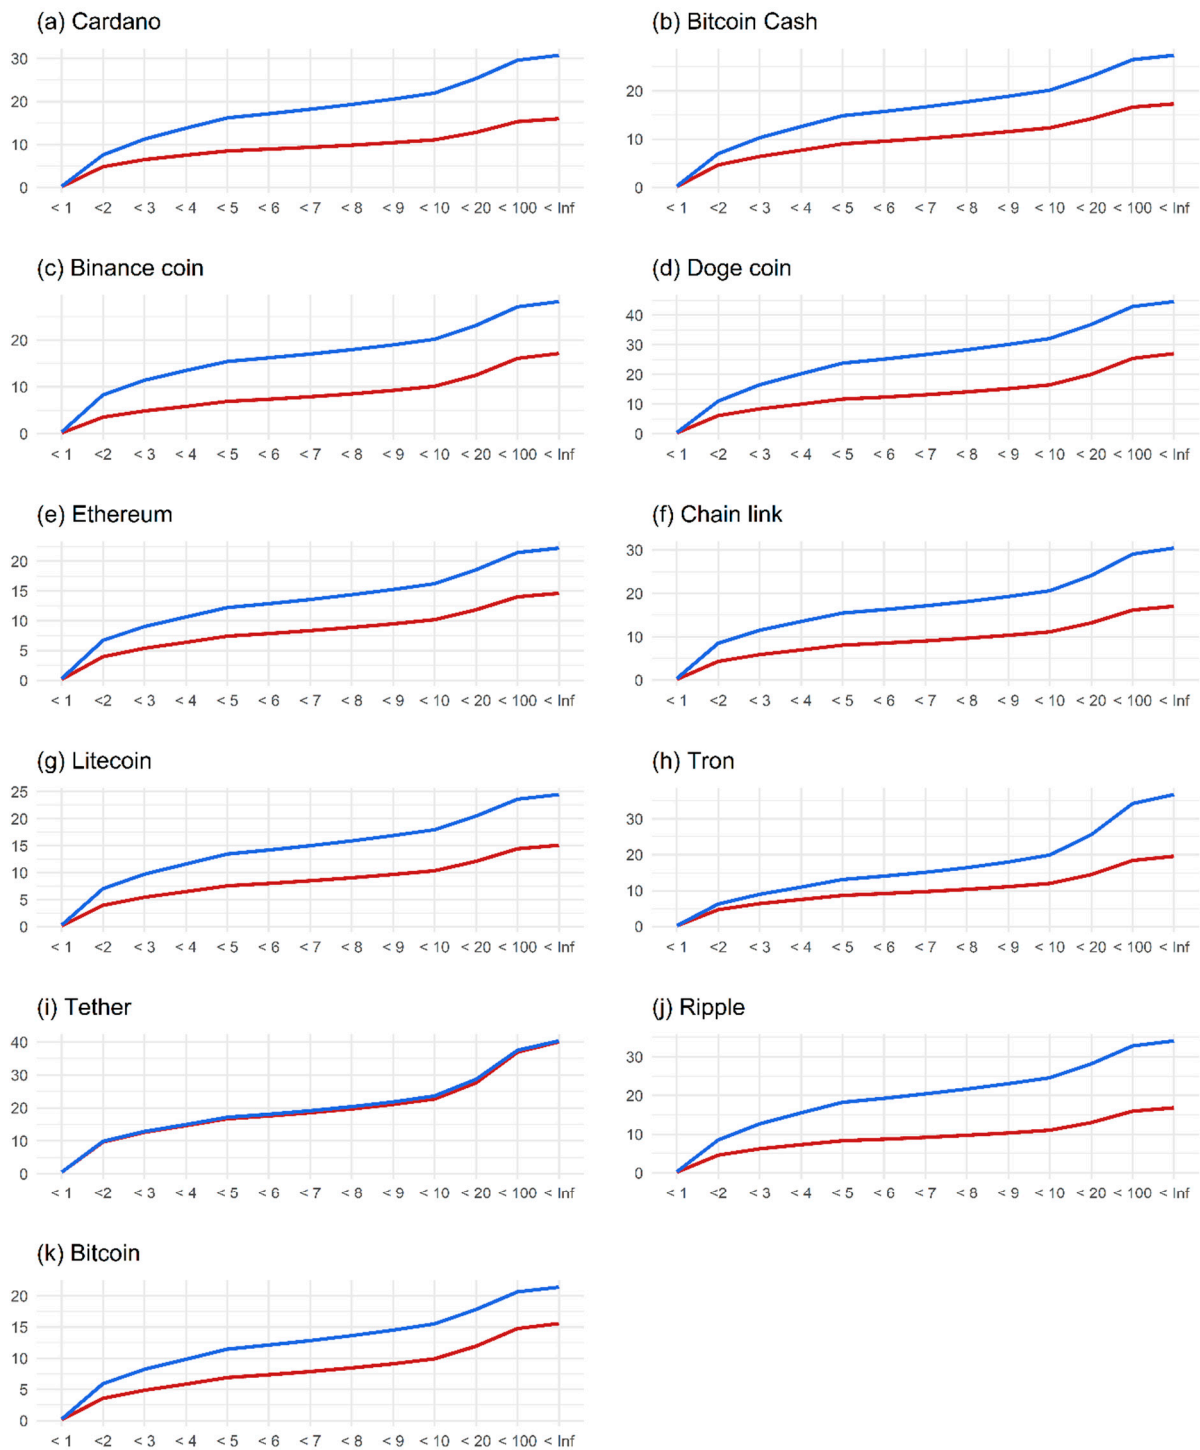 (a) Cardano
30
20
10
0
< 1 <2 < 3 < 4 < 5 < 6 < 7 < 8 < 9 < 10 < 20 < 100 < Inf
(b) Bitcoin Cash
20
10
0
< 1 <2 < 3 < 4 < 5 < 6 < 7 < 8 < 9 < 10 < 20 < 100 < Inf
(c) Binance coin
20
10
0
< 1 <2 < 3 < 4 < 5 < 6 < 7 < 8 < 9 < 10 < 20 < 100 < Inf
(d) Doge coin
40
30
20
10
0
< 1 <2 < 3 < 4 < 5 < 6 < 7 < 8 < 9 < 10 < 20 < 100 < Inf
(e) Ethereum
20
15
10
5
0
< 1 <2 < 3 < 4 < 5 < 6 < 7 < 8 < 9 < 10 < 20 < 100 < Inf
(f) Chain link
30
20
10
0
< 1 <2 < 3 < 4 < 5 < 6 < 7 < 8 < 9 < 10 < 20 < 100 < Inf
(g) Litecoin
25
20
15
10
5
0
< 1 <2 < 3 < 4 < 5 < 6 < 7 < 8 < 9 < 10 < 20 < 100 < Inf
(h) Tron
30
20
10
0
< 1 <2 < 3 < 4 < 5 < 6 < 7 < 8 < 9 < 10 < 20 < 100 < Inf
(i) Tether
40
30
20
10
0
< 1 <2 < 3 < 4 < 5 < 6 < 7 < 8 < 9 < 10 < 20 < 100 < Inf
(j) Ripple
30
20
10
0
< 1 <2 < 3 < 4 < 5 < 6 < 7 < 8 < 9 < 10 < 20 < 100 < Inf
(k) Bitcoin
20
15
10
5
0
< 1 <2 < 3 < 4 < 5 < 6 < 7 < 8 < 9 < 10 < 20 < 100 < Inf